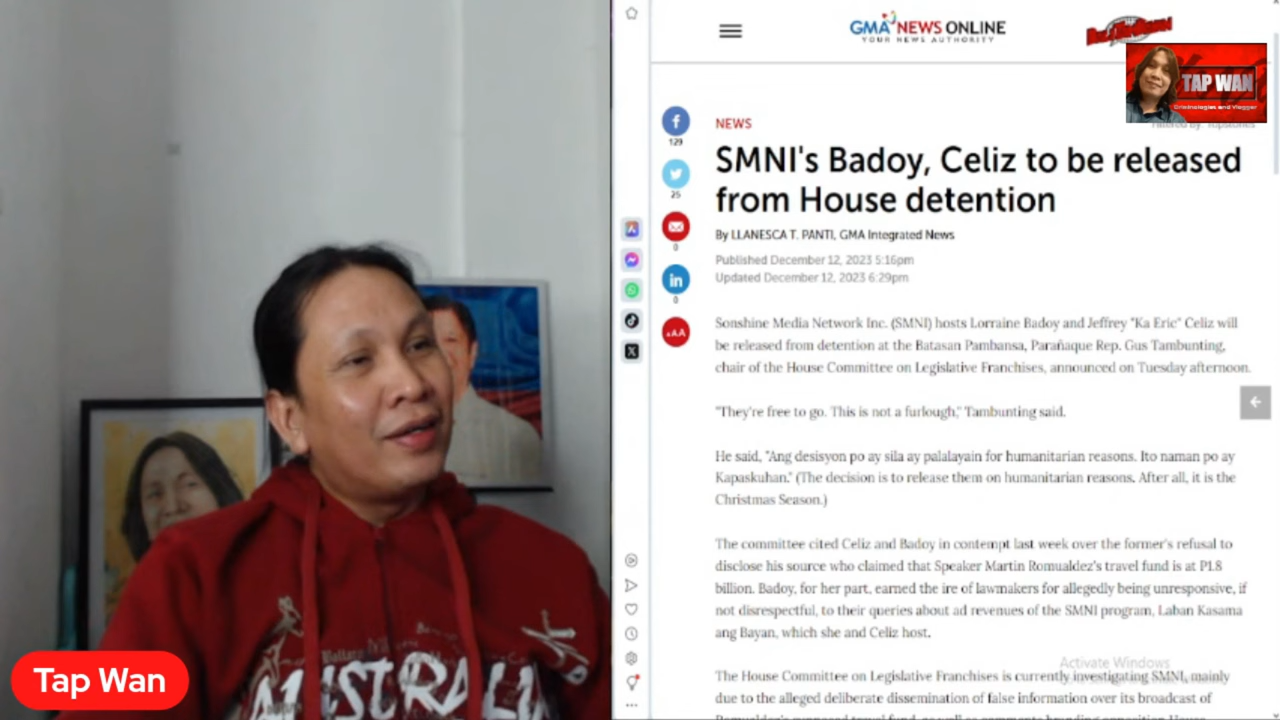 GMA NEWS ONLINE
YOUR NEWS AUTHORITY
TAP WAN
Criminologist and Vlogger
NEWS
Filtered By: Topstories
SMNI's Badoy, Celiz to be released
from House detention
By LLANESCA T. PANTI, GMA Integrated News
Published December 12, 2023 5:16pm
Updated December 12, 2023 6:29pm
129
25
0
0
AAA
Sonshine Media Network Inc. (SMNI) hosts Lorraine Badoy and Jeffrey "Ka Eric" Celiz will
be released from detention at the Batasan Pambansa, Parañaque Rep. Gus Tambunting,
chair of the House Committee on Legislative Franchises, announced on Tuesday afternoon.
"They're free to go. This is not a furlough," Tambunting said.
He said, "Ang desisyon po ay sila ay palalayain for humanitarian reasons. Ito naman po ay
Kapaskuhan." (The decision is to release them on humanitarian reasons. After all, it is the
Christmas Season.)
The committee cited Celiz and Badoy in contempt last week over the former's refusal to
disclose his source who claimed that Speaker Martin Romualdez's travel fund is at P1.8
billion. Badoy, for her part, earned the ire of lawmakers for allegedly being unresponsive, if
not disrespectful, to their queries about ad revenues of the SMNI program, Laban Kasama
ang Bayan, which she and Celiz host.
Activate Windows
The House Committee on Legislative Franchises is currently investigating SMNI, mainly
due to the alleged deliberate dissemination of false information over its broadcast of
AUSTRALI
Tap Wan